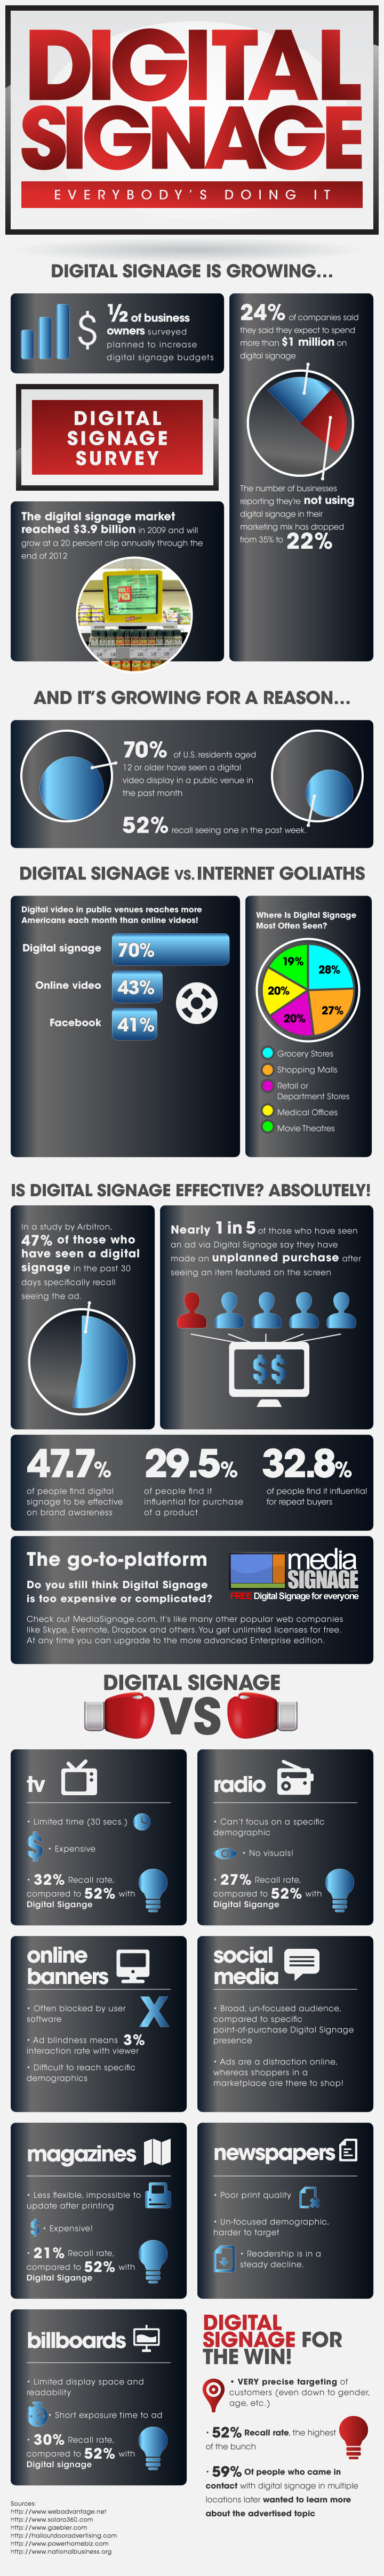 DIGITAL
SIGNAGE
EVERYBODY'S DOING IT
DIGITAL SIGNAGE IS GROWING...
$
½ of business
owners surveyed
planned to increase
digital signage budgets
24% of companies said
they said they expect to spend
more than $1 million on
digital signage
DIGITAL
SIGNAGE
SURVEY
The number of businesses
reporting they're not using
digital signage in their
marketing mix has dropped
from 35% to 22%
The digital signage market
reached $3.9 billion in 2009 and will
grow at a 20 percent clip annually through the
end of 2012
AND IT'S GROWING FOR A REASON...
70% of U.S. residents aged
12 or older have seen a digital
video display in a public venue in
the past month
52% recall seeing one in the past week.
DIGITAL SIGNAGE VS. INTERNET GOLIATHS
Digital video in public venues reaches more
Americans each month than online videos!
Digital signage 70%
Online video 43%
Facebook 41%
Where Is Digital Signage
Most Often Seen?
19%
28%
20%
27%
20%
Grocery Stores
Shopping Malls
Retail or
Department Stores
Medical Offices
Movie Theatres
IS DIGITAL SIGNAGE EFFECTIVE? ABSOLUTELY!
In a study by Arbitron,
47% of those who
have seen a digital
signage in the past 30
days specifically recall
seeing the ad.
Nearly 1 in 5 of those who have seen
an ad via Digital Signage say they have
made an unplanned purchase after
seeing an item featured on the screen
$$
47.7%
of people find digital
signage to be effective
on brand awareness
29.5%
of people find it
influential for purchase
of a product
32.8%
of people find it influential
for repeat buyers
The go-to-platform
Do you still think Digital Signage
is too expensive or complicated?
media
SIGNAGE
FREE Digital Signage for everyone
Check out MediaSignage.com, It's like many other popular web companies
like Skype, Evernote, Dropbox and others. You get unlimited licenses for free.
At any time you can upgrade to the more advanced Enterprise edition.
DIGITAL SIGNAGE
VS
tv
• Limited time (30 secs.)
$ • Expensive
• 32% Recall rate,
compared to 52% with
Digital Sigange
radio
• Can't focus on a specific
demographic
• No visuals!
• 27% Recall rate,
compared to 52% with
Digital Sigange
online
banners
• Often blocked by user
software
X
• Ad blindness means 3%
interaction rate with viewer
• Difficult to reach specific
demographics
social
media
• Broad, un-focused audience,
compared to specific
point-of-purchase Digital Signage
presence
• Ads are a distraction online,
whereas shoppers in a
marketplace are there to shop!
magazines
• Less flexible, impossible to
update after printing
$ • Expensive!
• 21% Recall rate,
compared to 52% with
Digital Sigange
newspapers
• Poor print quality
• Un-focused demographic,
harder to target
• Readership is in a
steady decline.
billboards
• Limited display space and
readability
• Short exposure time to ad
• 30% Recall rate,
compared to 52% with
Digital signage
DIGITAL
SIGNAGE FOR
THE WIN!
• VERY precise targeting of
customers (even down to gender,
age, etc.)
• 52% Recall rate, the highest
of the bunch
• 59% Of people who came in
contact with digital signage in multiple
locations later wanted to learn more
about the advertised topic
Sources:
http://www.webadvantage.net
http://www.solara360.com
http://www.gaebler.com
http://halloutdooradvertising.com
http://www.powerhomebiz.com
http://www.nationalbusiness.org